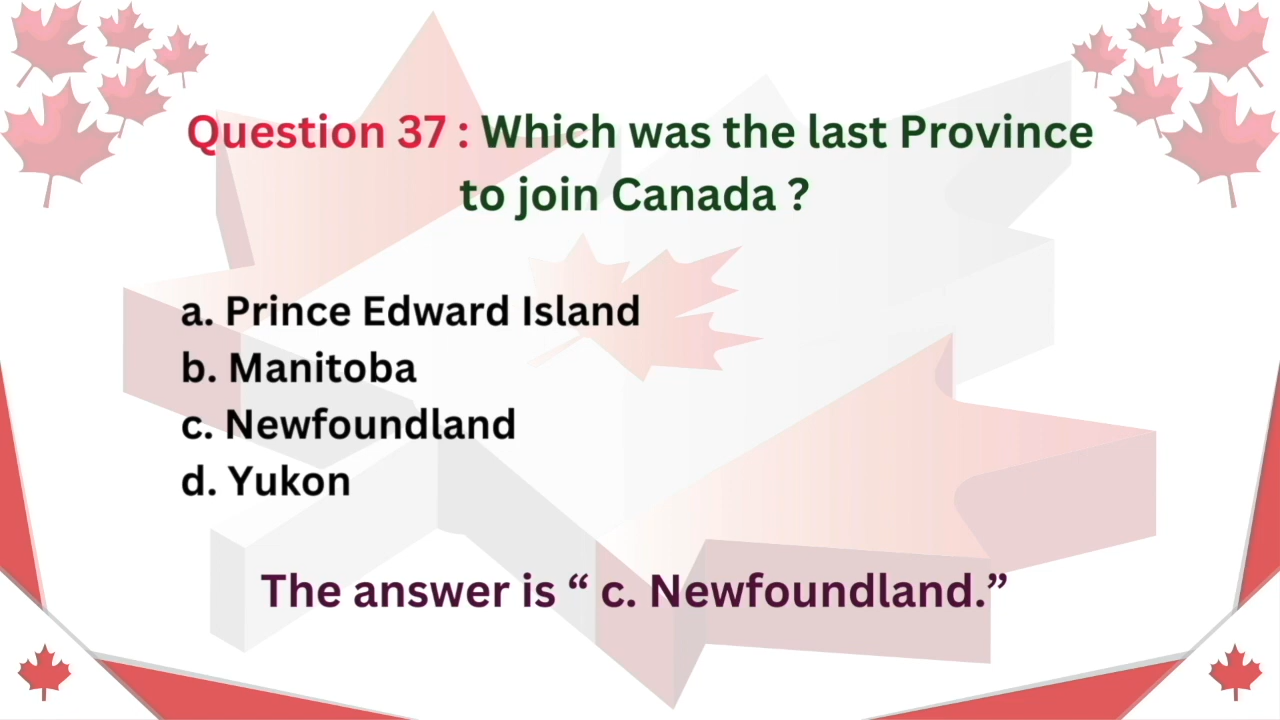 Question 37 : Which was the last Province
to join Canada ?
a. Prince Edward Island
b. Manitoba
c. Newfoundland
d. Yukon
The answer is “ c. Newfoundland.”